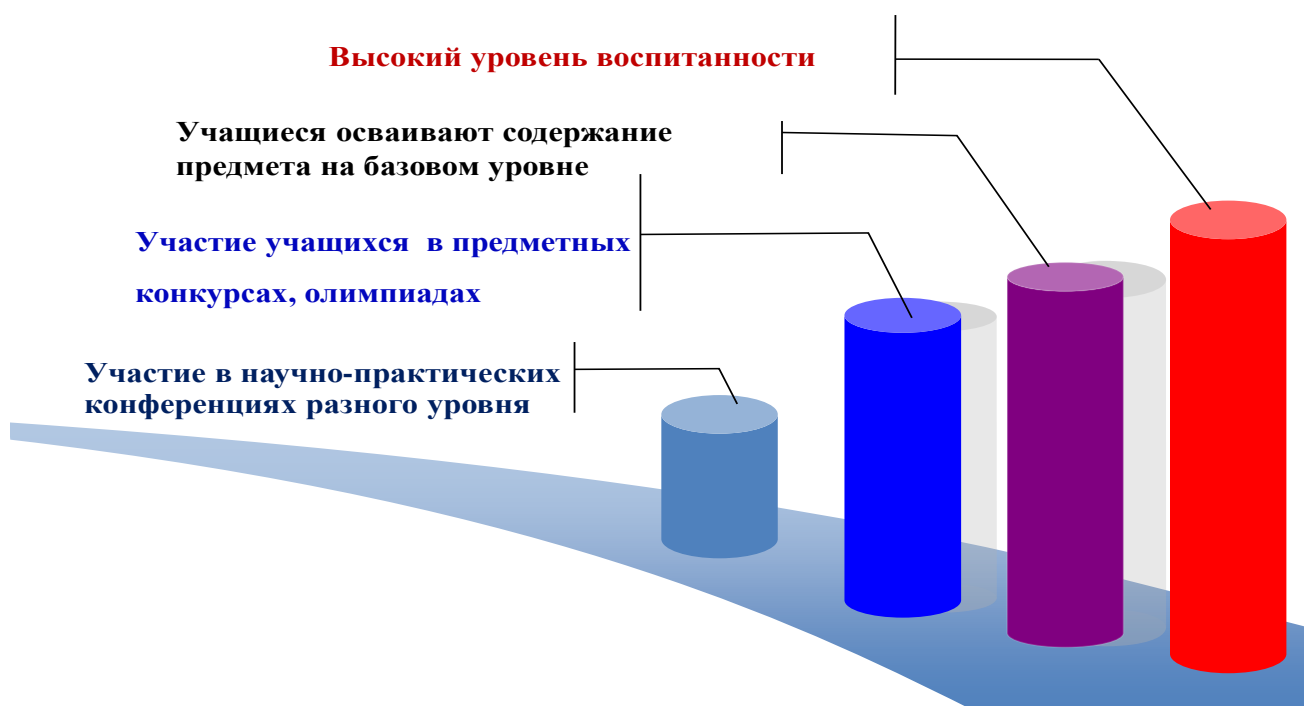 Высокий уровень воспитанности
Учащиеся осваивают содержание
предмета на базовом уровне
Участие учащихся в предметных
конкурсах, олимпиадах
Участие в научно-практических
конференциях разного уровня